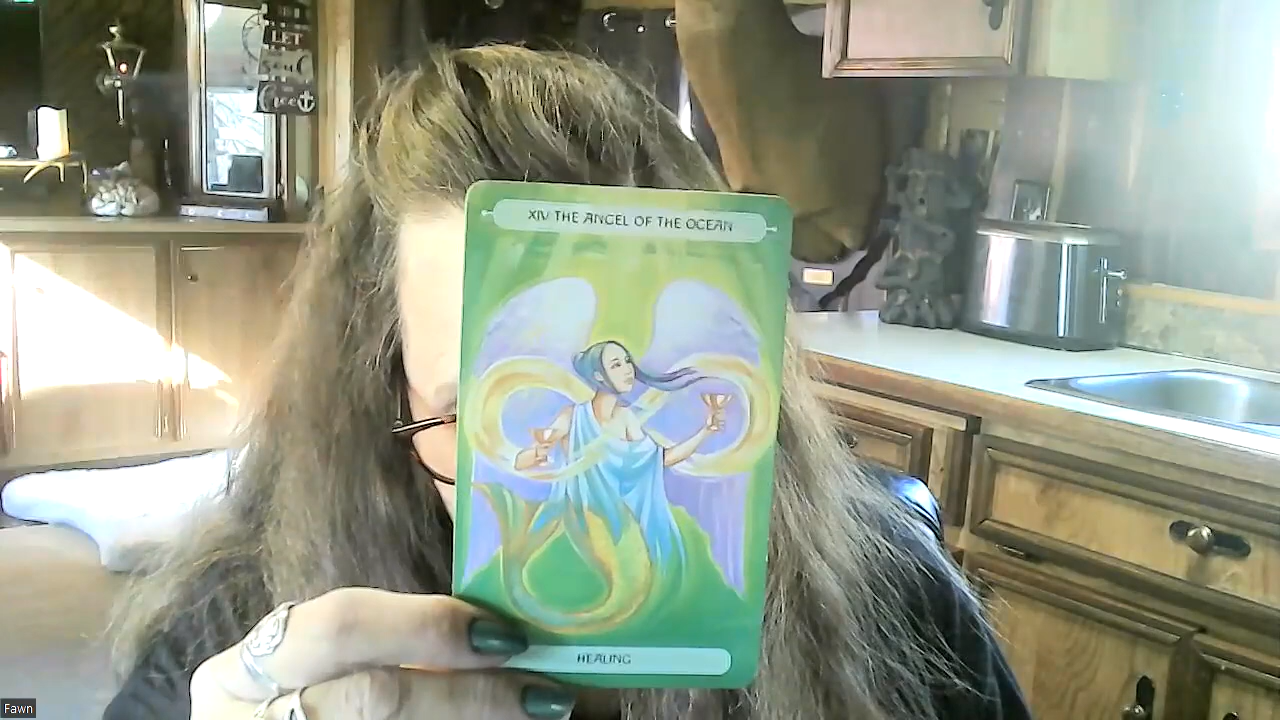 LET
XIV THE ANGEL OF THE OCEAN
HEALING
Fawn